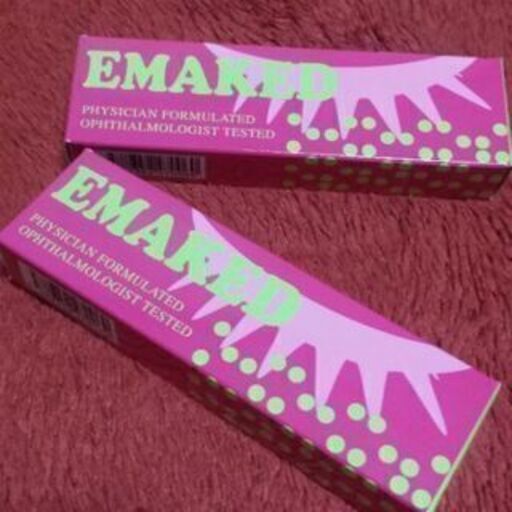 EMAKED
PHYSICIAN FORMULATED
OPHTHALMOLOGIST TESTED
EMAKED
PHYSICIAN FORMULATED
OPHTHALMOLOGIST TESTED